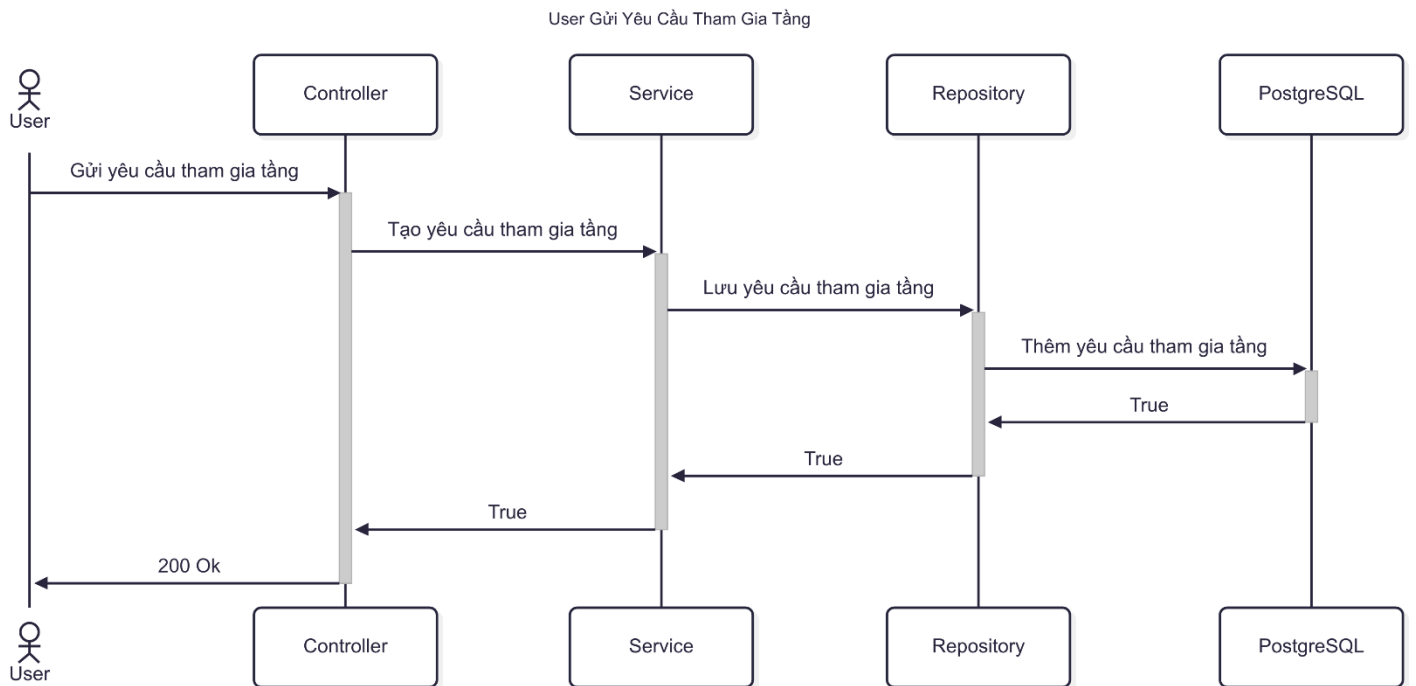 User Gửi Yêu Cầu Tham Gia Tầng
User
Controller
Service
Repository
PostgreSQL
Gửi yêu cầu tham gia tầng
Tạo yêu cầu tham gia tầng
Lưu yêu cầu tham gia tầng
Thêm yêu cầu tham gia tầng
True
True
True
200 Ok
User
Controller
Service
Repository
PostgreSQL